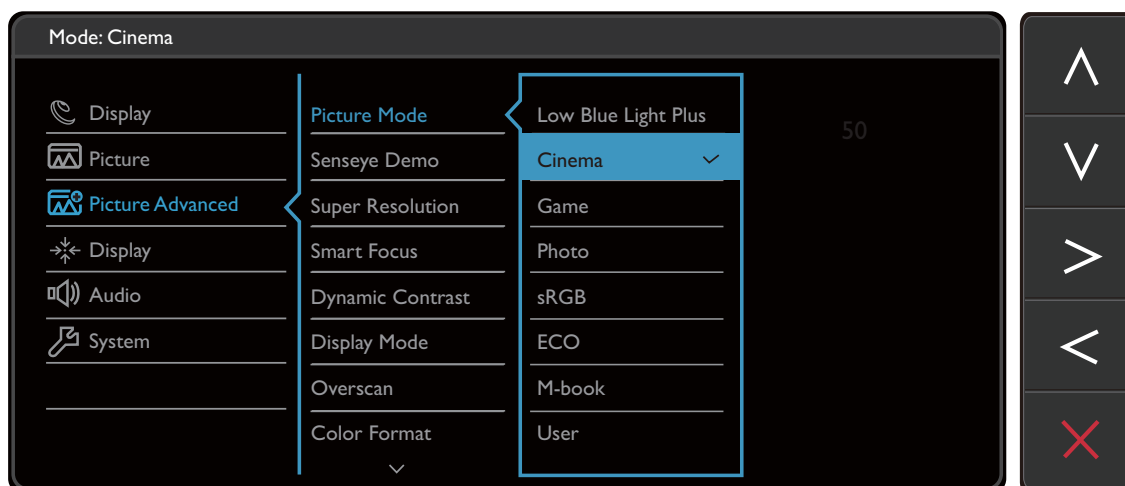 Mode: Cinema
Display
Picture
Picture Advanced
Display
Audio
System
Picture Mode
Senseye Demo
Super Resolution
Smart Focus
Dynamic Contrast
Display Mode
Overscan
Color Format
Low Blue Light Plus
Cinema
Game
Photo
sRGB
ECO
M-book
User
50